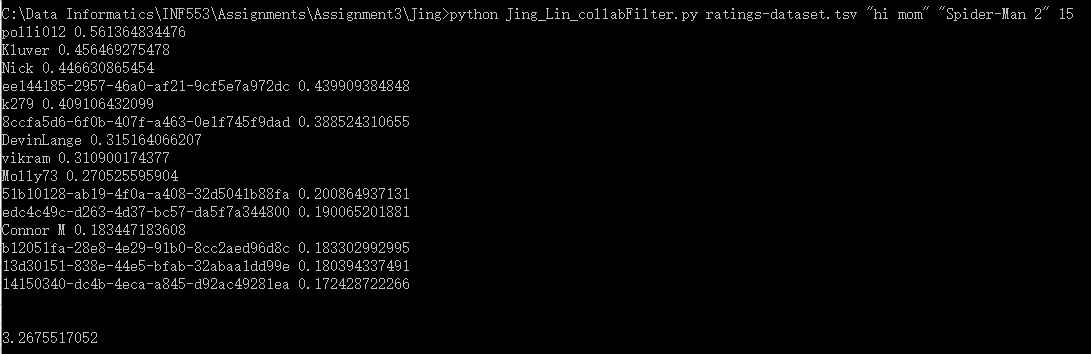 C:\Data Informatics\INF553\Assignments\Assignment3\Jing>python Jing_Lin_collabFilter.py ratings-dataset.tsv "hi mom" "Spider-Man 2" 15
polli012 0.561364834476
Kluver 0.456469275478
Nick 0.446630865454
ee144185-2957-46a0-af21-9cf5e7a972dc 0.439909384848
k279 0.409106432099
8ccfa5d6-6f0b-407f-a463-0e1f745f9dad 0.388524310655
DevinLange 0.315164066207
vikram 0.310900174377
Molly73 0.270525595904
51b10128-ab19-4f0a-a408-32d5041b88fa 0.200864937131
edc4c49c-d263-4d37-bc57-da5f7a344800 0.190065201881
Connor M 0.183447183608
b12051fa-28e8-4e29-91b0-8cc2aed96d8c 0.183302992995
13d30151-838e-44e5-bfab-32abaa1dd99e 0.180394337491
14150340-dc4b-4eca-a845-d92ac49281ea 0.172428722266
3.2675517052